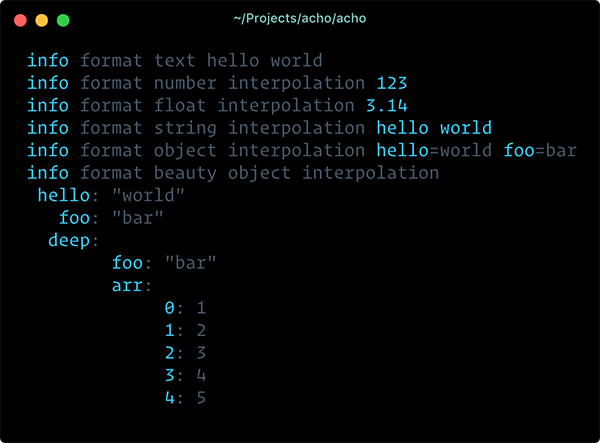 ~/Projects/acho/acho
info format text hello world
info format number interpolation 123
info format float interpolation 3.14
info format string interpolation hello world
info format object interpolation hello=world foo=bar
info format beauty object interpolation
hello: "world"
foo: "bar"
deep:
foo: "bar"
arr:
0: 1
1: 2
2: 3
3: 4
4: 5